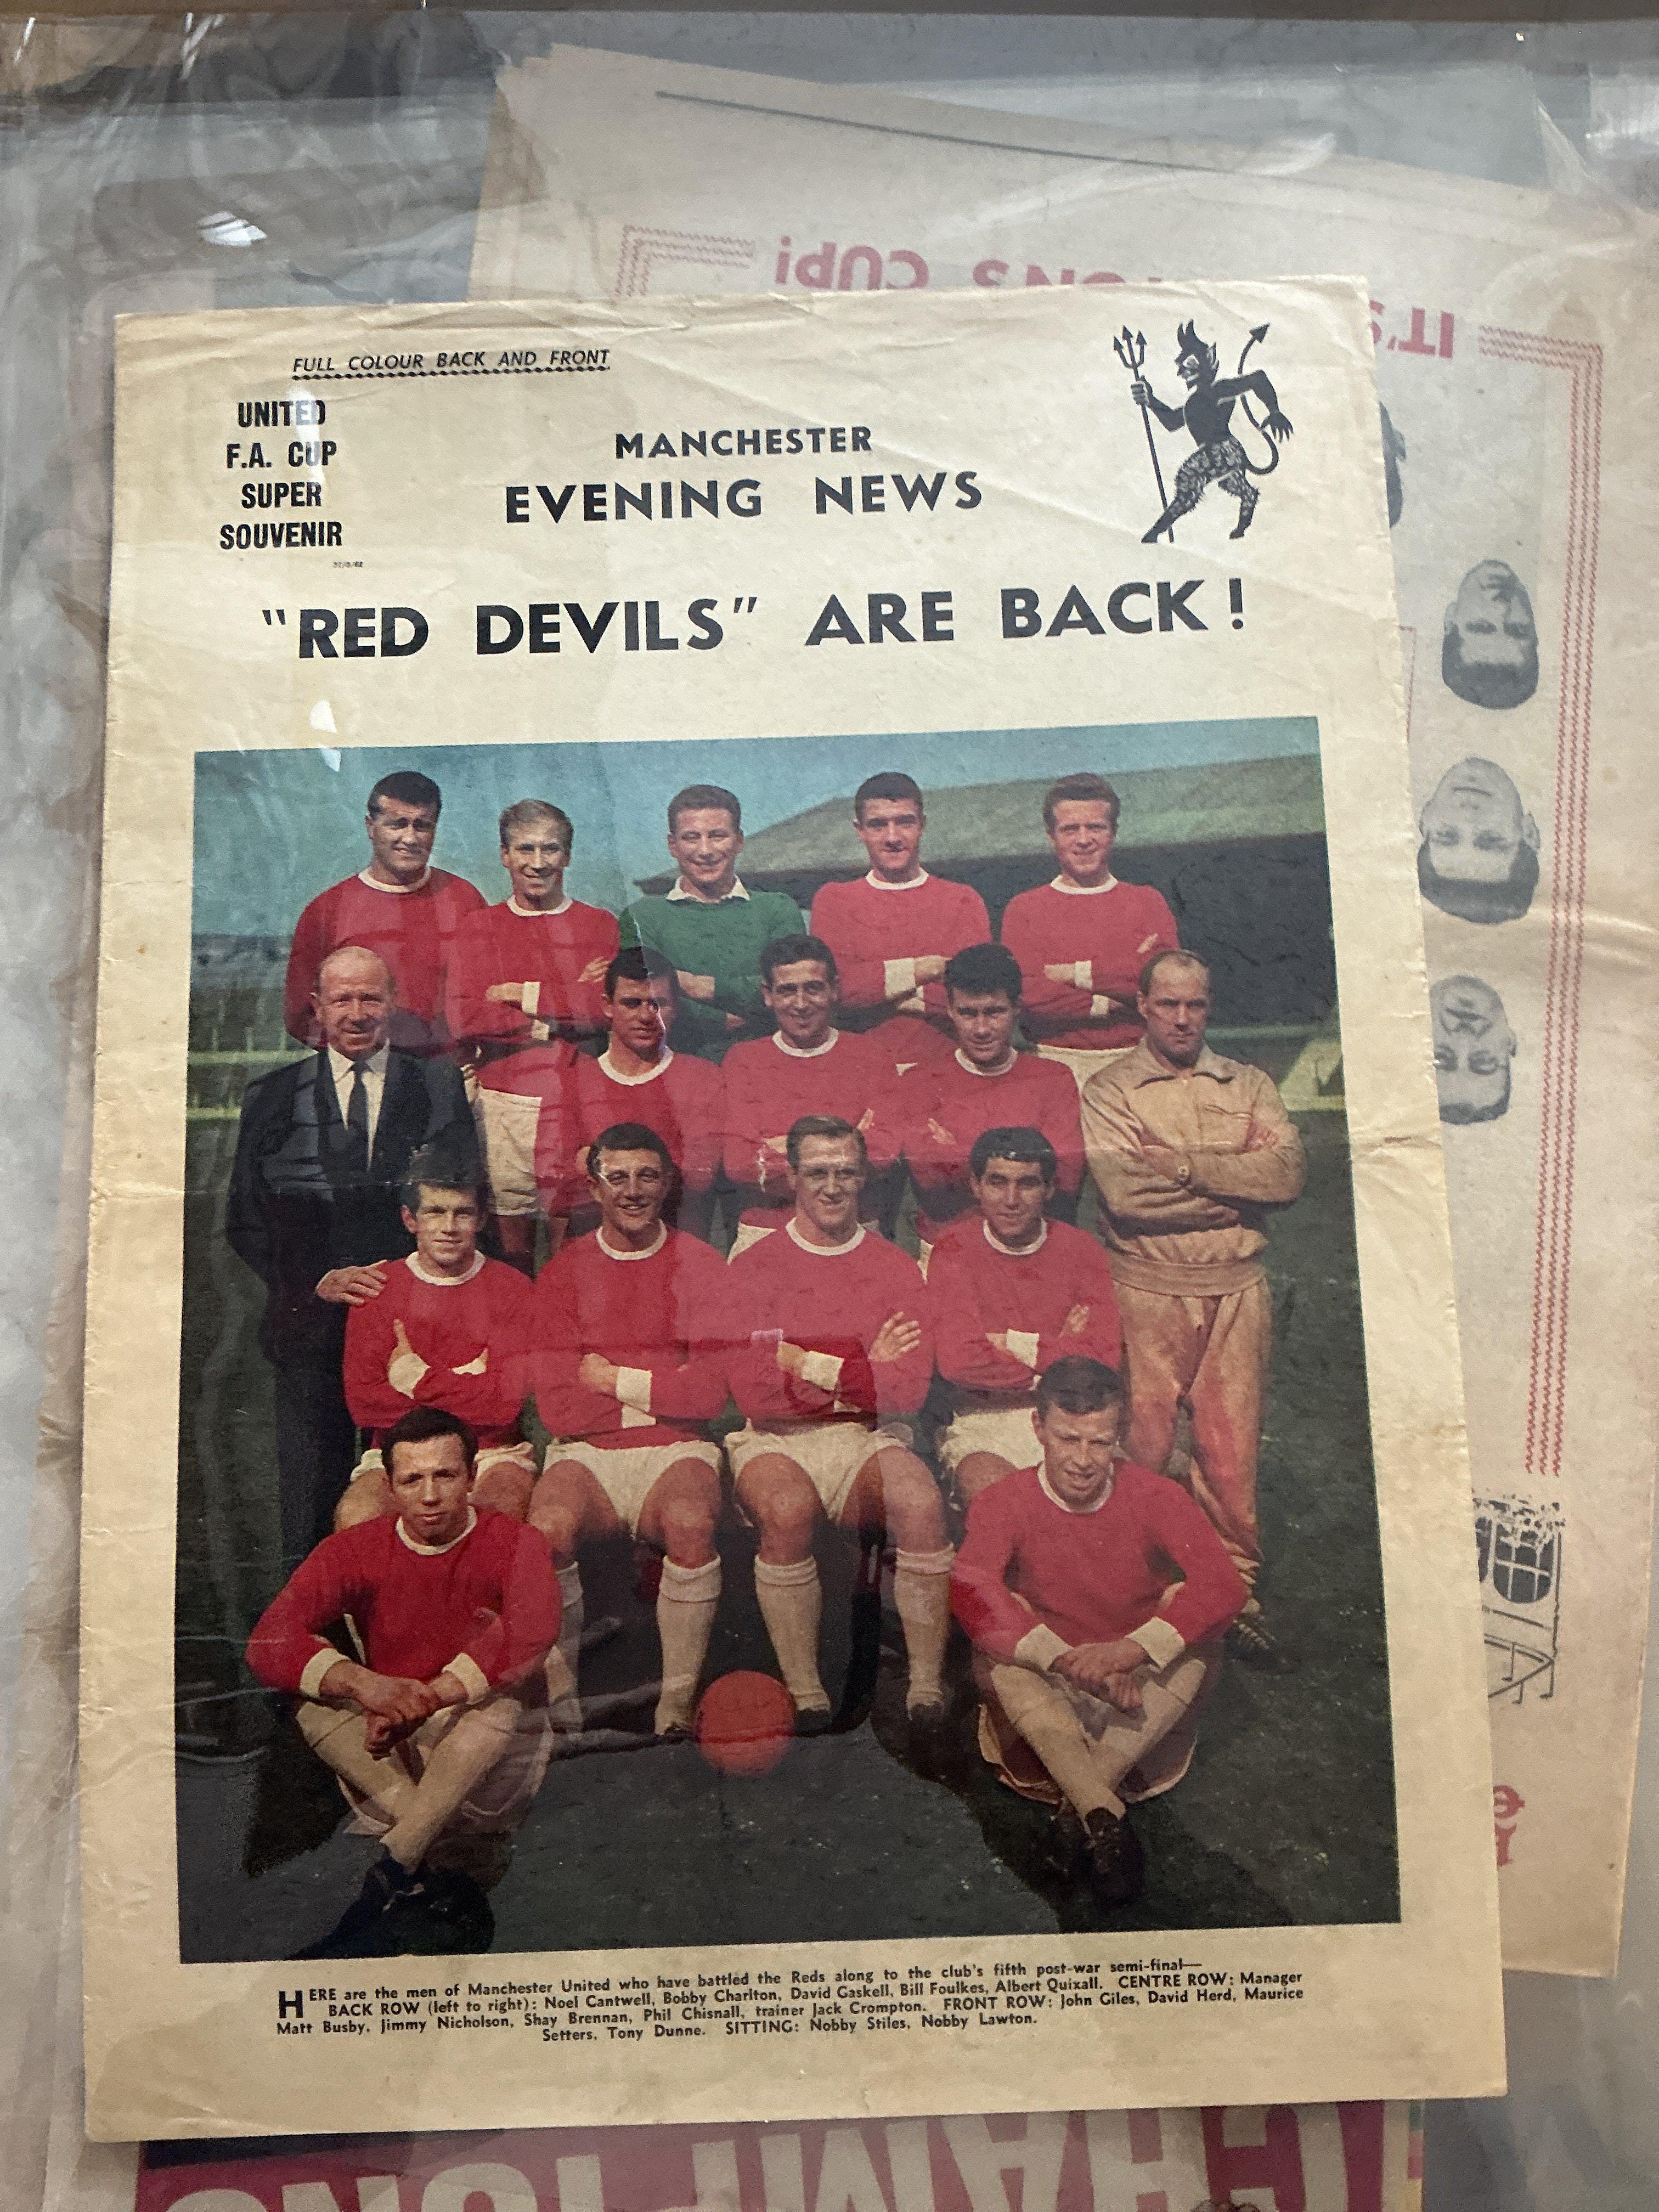 IT'S
TON'S CUP!
FULL COLOUR BACK AND FRONT
UNITED
F.A. CUP
SUPER
SOUVENIR
MANCHESTER
EVENING NEWS
"RED DEVILS" ARE BACK!
HERE are the men of Manchester United who have battled the Reds along to the club's fifth post-war semi-final—
BACK ROW (left to right): Noel Cantwell, Bobby Charlton, David Gaskell, Bill Foulkes, Albert Quixall. CENTRE ROW: Manager
Matt Busby, Jimmy Nicholson, Shay Brennan, Phil Chisnall, trainer Jack Crompton. FRONT ROW: John Giles, David Herd, Maurice
Setters, Tony Dunne. SITTING: Nobby Stiles, Nobby Lawton.